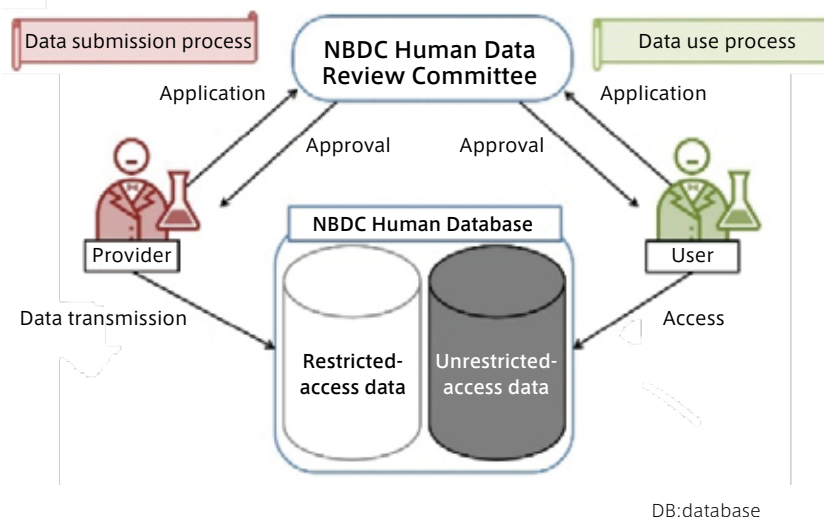 Data submission process
NBDC Human Data
Review Committee
Data use process
Application
Application
Approval
Approval
NBDC Human Database
Provider
User
Data transmission
Access
Restricted-
access data
Unrestricted-
access data
DB:database